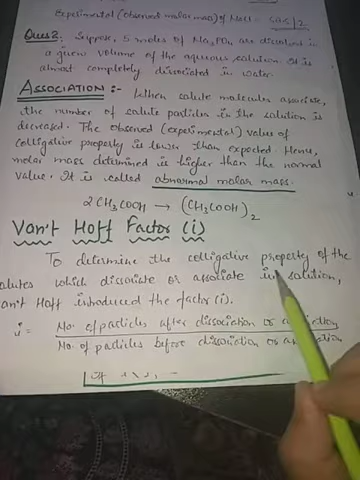 Experimental (observed molar mass) of NaCl = 
Ques 2: Suppose, 5 moles of Na3PO4 are dissolved in
a given volume of the aqueous solution. It is
almost completely dissociated in water.
ASSOCIATION: When solute molecules associate,
the number of solute particles in the solution is
decreased. The observed (experimental) value of
colligative property is lower than expected. Hence,
molar mass determined is higher than the normal
value. It is called abnormal molar mass.
2 CH3COOH → (CH3COOH)2
Van't Hoff Factor (i)
To determine the colligative property of the
solutes which dissociate or associate in solution,
Van't Hoff introduced the factor (i).
i = No. of particles after dissociation or association
No. of particles before dissociation or association
If